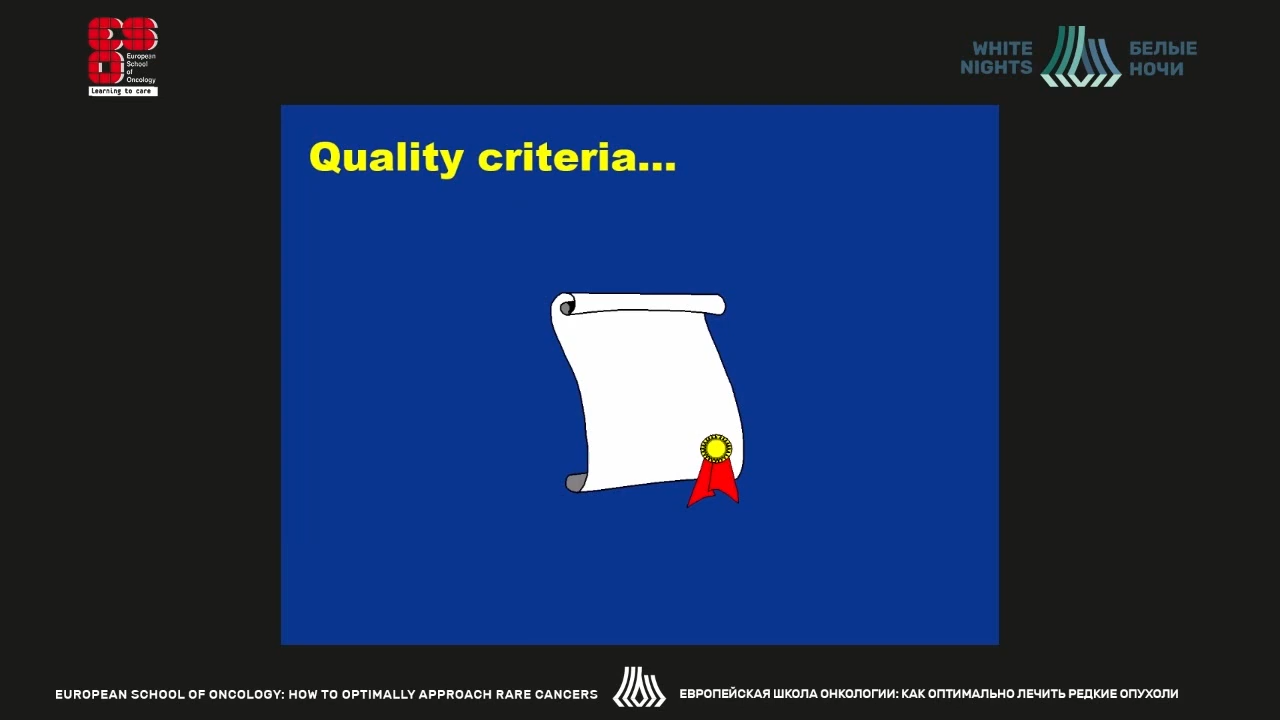 European
School
of
Oncology
Learning to care
WHITE
NIGHTS
БЕЛЫЕ
НОЧИ
Quality criteria...
EUROPEAN SCHOOL OF ONCOLOGY: HOW TO OPTIMALLY APPROACH RARE CANCERS
ЕВРОПЕЙСКАЯ ШКОЛА ОНКОЛОГИИ: КАК ОПТИМАЛЬНО ЛЕЧИТЬ РЕДКИЕ ОПУХОЛИ